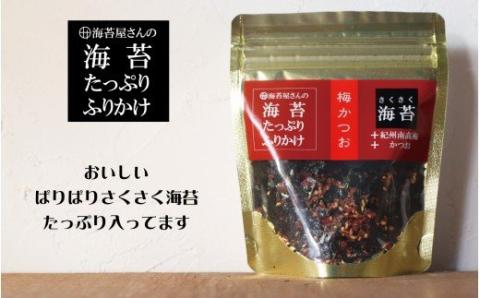 海苔屋さんの
海苔
たっぷり
ふりかけ
おいしい
ぱりぱりさくさく海苔
たっぷり入ってます
海苔屋さんの
海苔
たっぷり
ふりかけ
梅かつお
さくさく
海苔
+紀州南高梅
+かつお